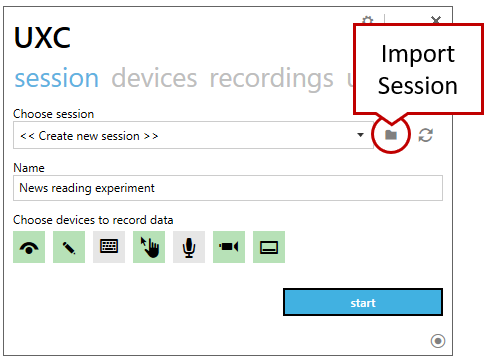 UXC
Import
Session
session devices recordings u
Choose session
<< Create new session >>
Name
News reading experiment
Choose devices to record data
start